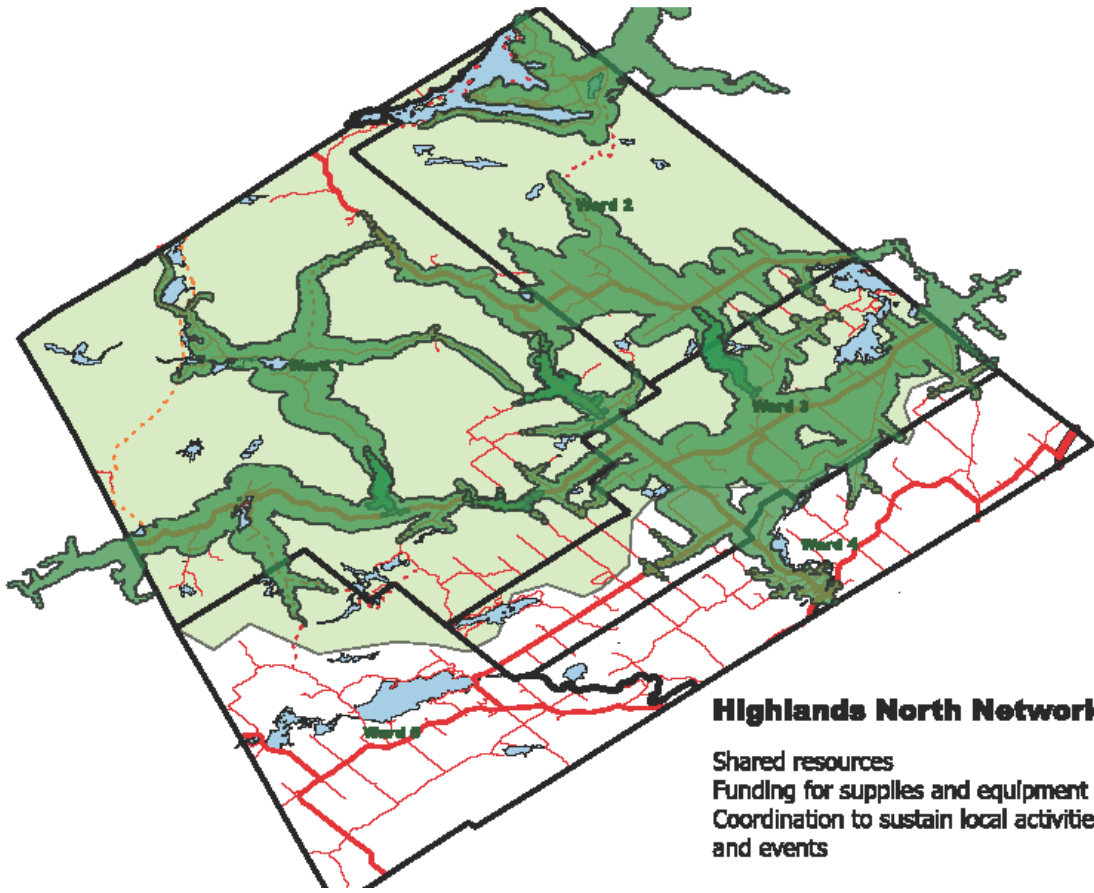 Ward 2
Ward 1
Ward 3
Ward 4
Ward 5
Highlands North Network
Shared resources
Funding for supplies and equipment
Coordination to sustain local activitie
and events